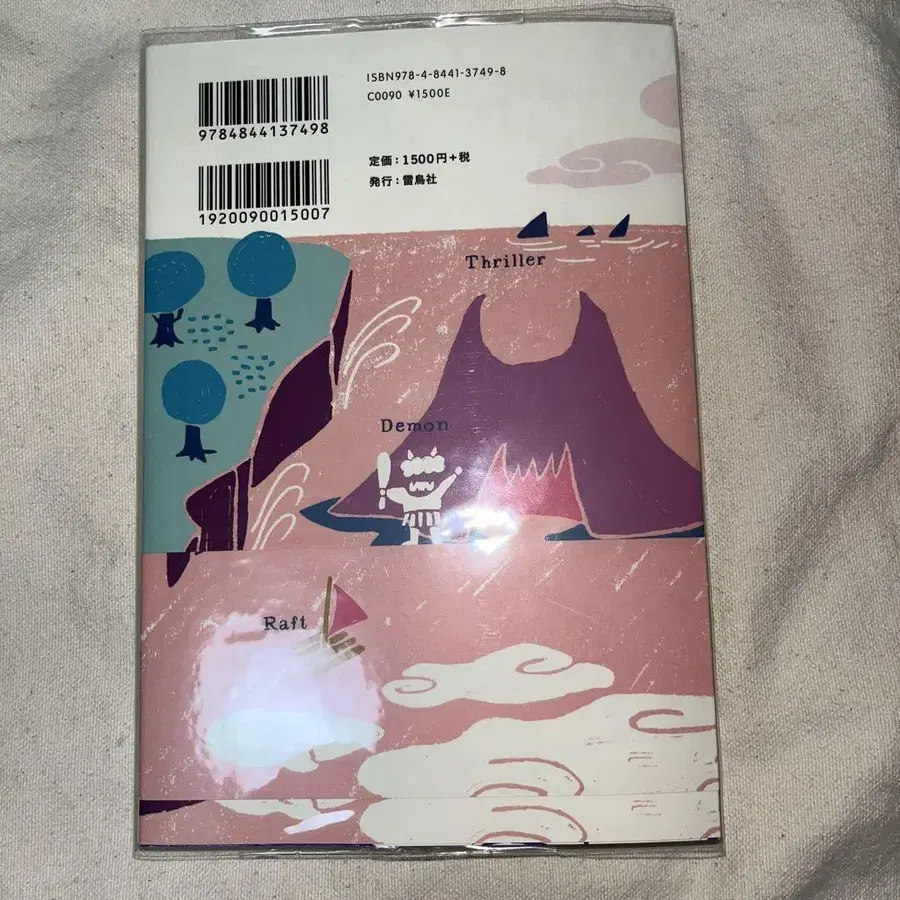 ISBN978-4-8441-3749-8
C0090 ¥1500E
9784844137498
定価:1500円+税
発行:雷鳥社
1920090015007
Thriller
Demon
Raft